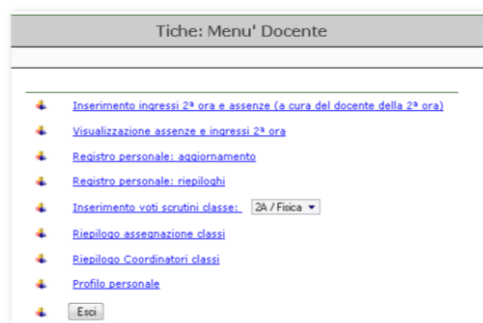 Tiche: Menu' Docente
Inserimento ingressi 2ª ora e assenze (a cura del docente della 2ª ora)
Visualizzazione assenze e ingressi 2ª ora
Registro personale: aggiornamento
Registro personale: riepiloghi
Inserimento voti scrutini classe: 2A / Fisica
Riepilogo assegnazione classi
Riepilogo Coordinatori classi
Profilo personale
Esci